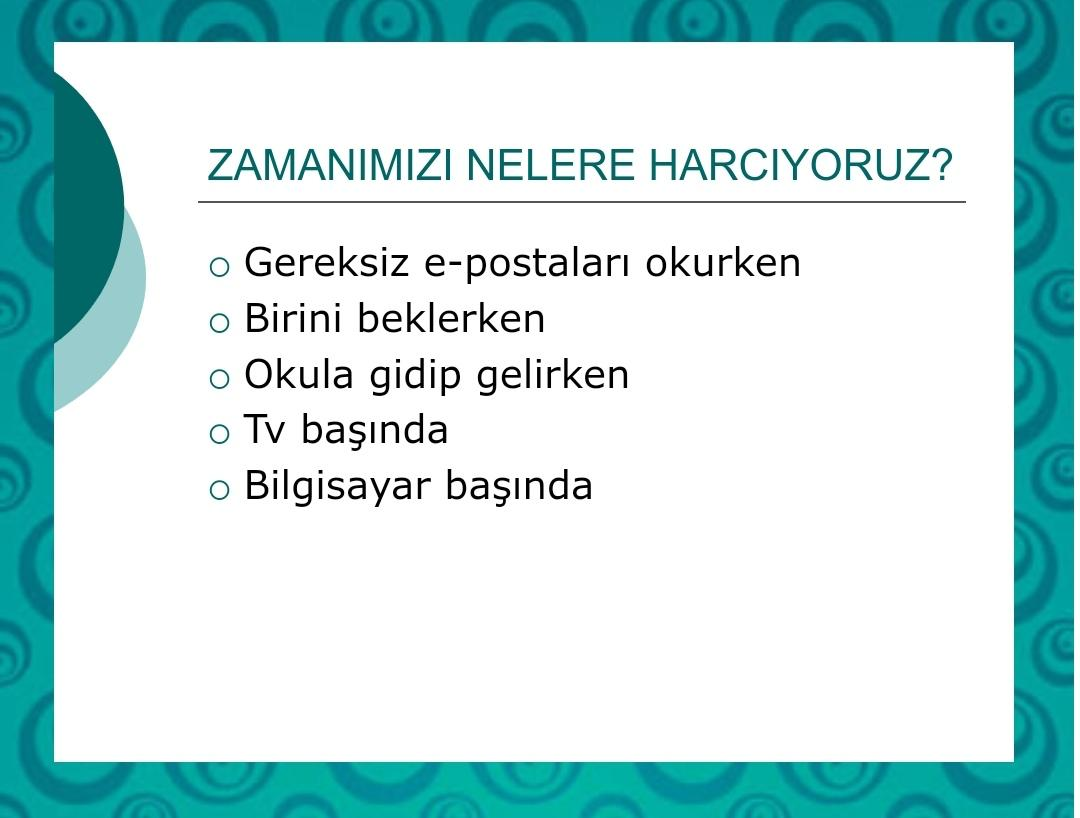 ZAMANIMIZI NELERE HARCIYORUZ?
Gereksiz e-postaları okurken
Birini beklerken
Okula gidip gelirken
Tv başında
Bilgisayar başında